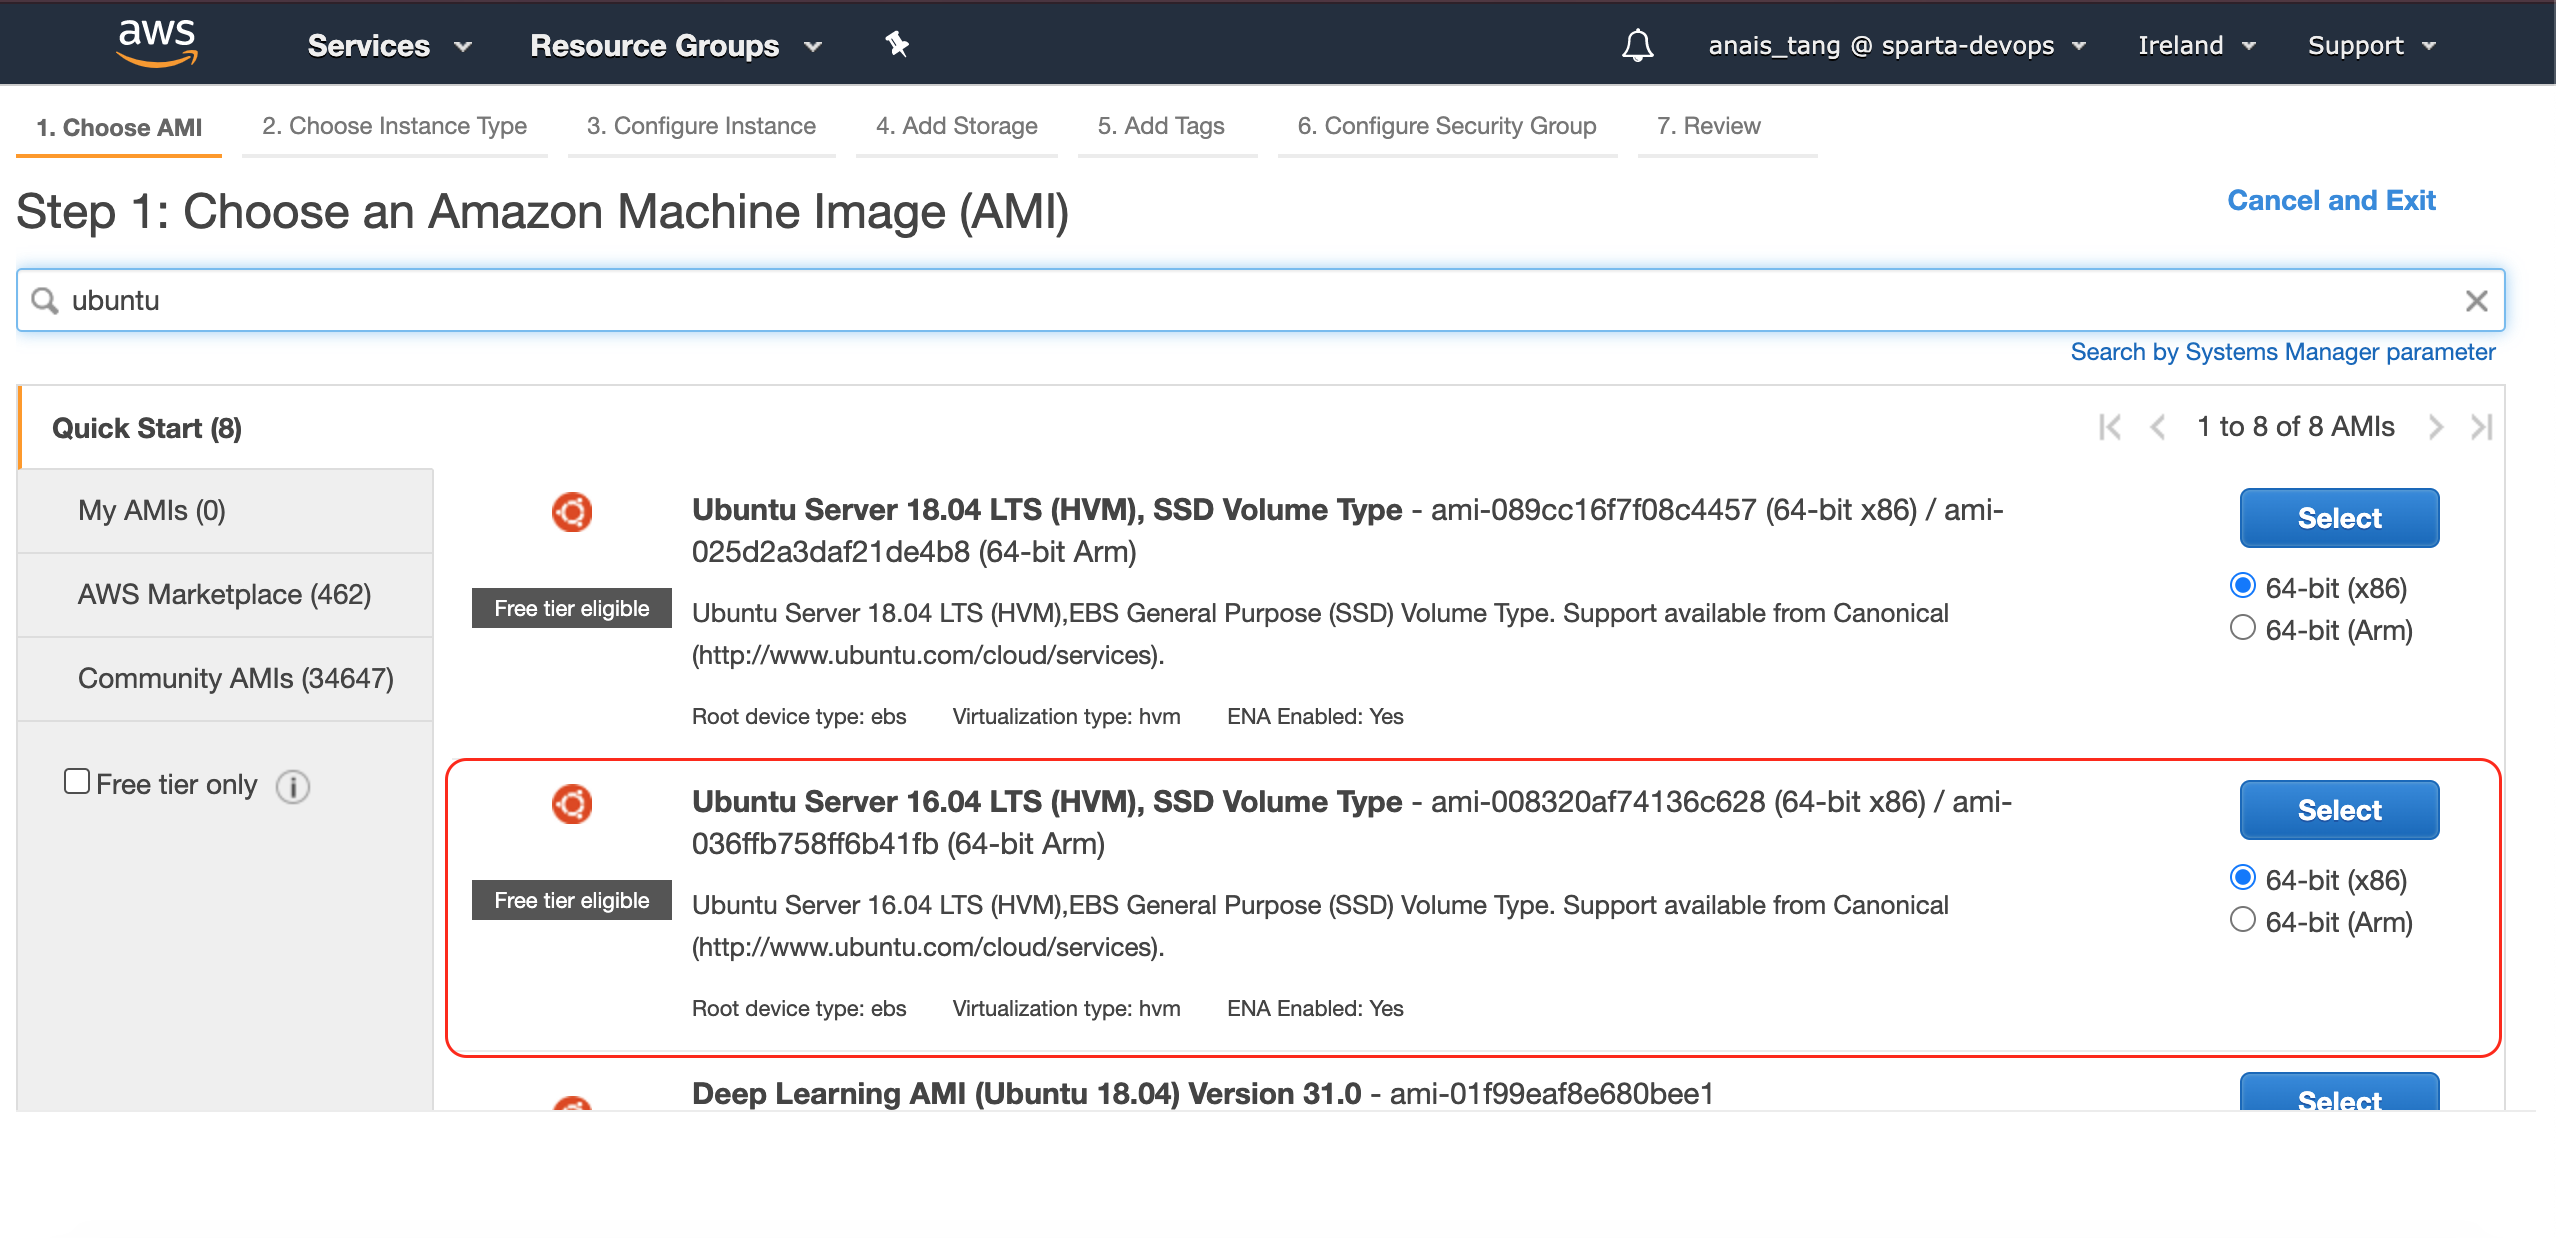 aws Services Resource Groups anais_tang @ sparta-devops Ireland Support
1. Choose AMI 2. Choose Instance Type 3. Configure Instance 4. Add Storage 5. Add Tags 6. Configure Security Group 7. Review
Step 1: Choose an Amazon Machine Image (AMI)
Cancel and Exit
ubuntu
Search by Systems Manager parameter
Quick Start (8)
My AMIs (0)
AWS Marketplace (462)
Community AMIs (34647)
Free tier only
1 to 8 of 8 AMIs
Ubuntu Server 18.04 LTS (HVM), SSD Volume Type - ami-089cc16f7f08c4457 (64-bit x86) / ami-
025d2a3daf21de4b8 (64-bit Arm)
Free tier eligible
Ubuntu Server 18.04 LTS (HVM),EBS General Purpose (SSD) Volume Type. Support available from Canonical
(http://www.ubuntu.com/cloud/services).
Root device type: ebs Virtualization type: hvm ENA Enabled: Yes
Select
64-bit (x86)
64-bit (Arm)
Ubuntu Server 16.04 LTS (HVM), SSD Volume Type - ami-008320af74136c628 (64-bit x86) / ami-
036ffb758ff6b41fb (64-bit Arm)
Free tier eligible
Ubuntu Server 16.04 LTS (HVM),EBS General Purpose (SSD) Volume Type. Support available from Canonical
(http://www.ubuntu.com/cloud/services).
Root device type: ebs Virtualization type: hvm ENA Enabled: Yes
Select
64-bit (x86)
64-bit (Arm)
Deep Learning AMI (Ubuntu 18.04) Version 31.0 - ami-01f99eaf8e680bee1
Select